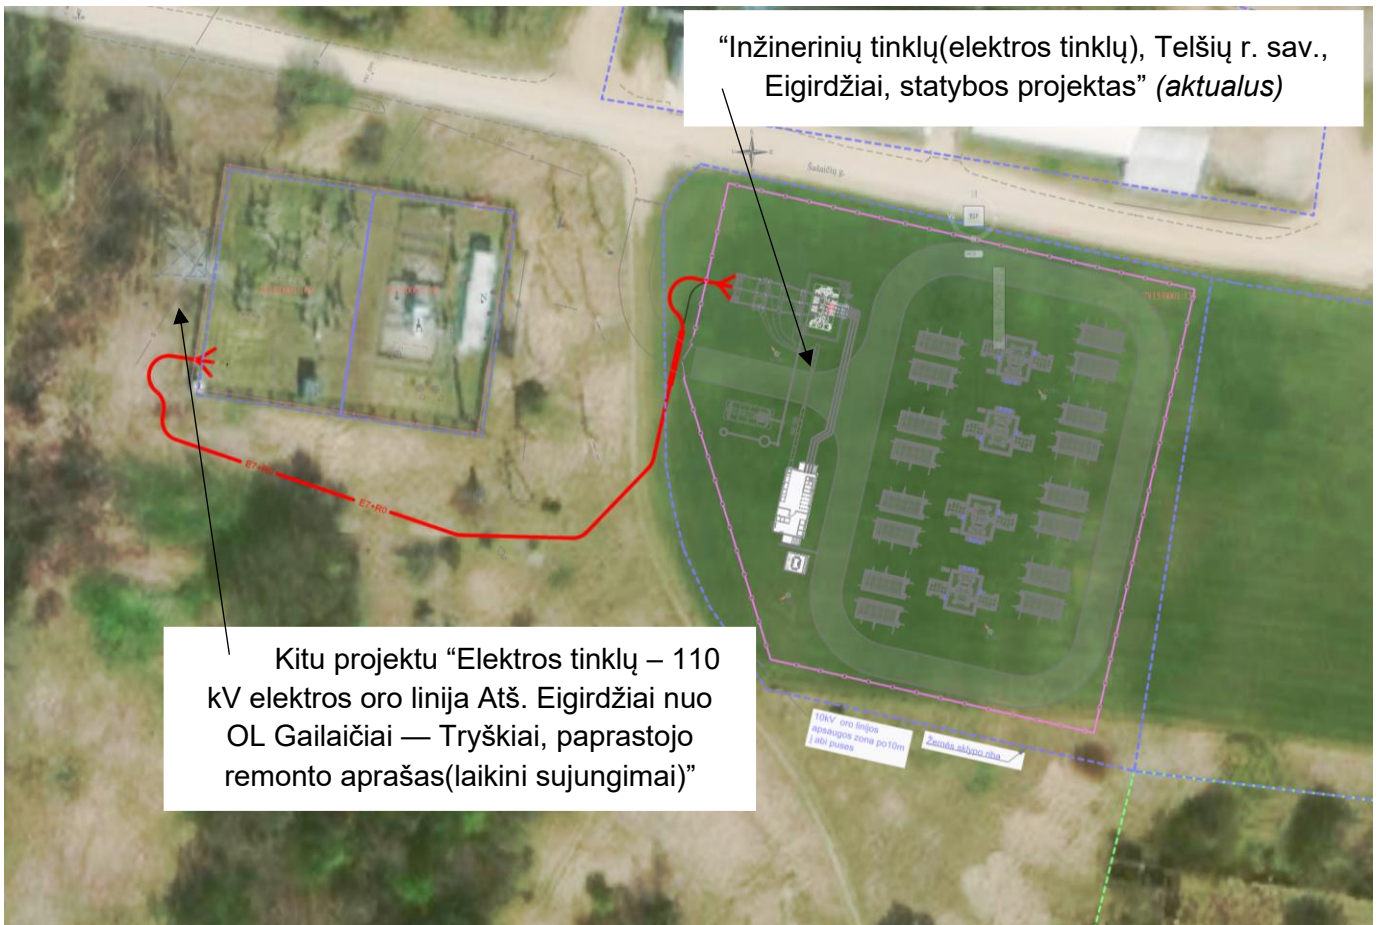 “Inžinerinių tinklų(elektros tinklų), Telšių r. sav.,
Eigirdžiai, statybos projektas” (aktualus)
Šalaičių g.
E7+R0
Kitu projektu “Elektros tinklų – 110
kV elektros oro linija Atš. Eigirdžiai nuo
OL Gailaičiai — Tryškiai, paprastojo
remonto aprašas(laikini sujungimai)”
10kV oro linijos
apsaugos zona po10m
į abi puses
Žemės sklypo riba